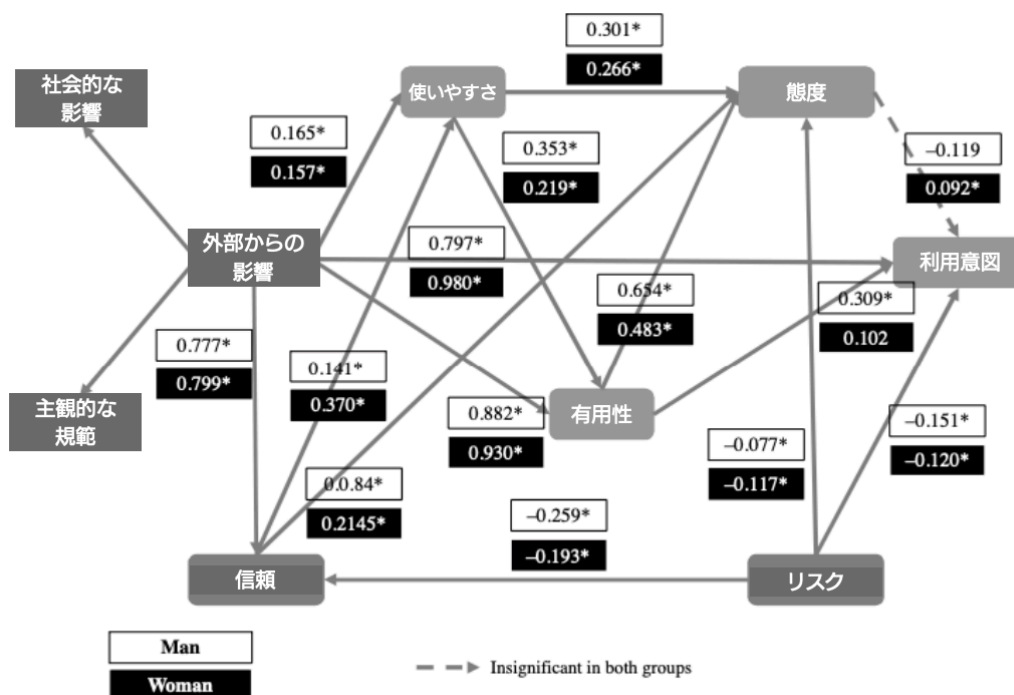 0.301*
0.266*
社会的な
影響
使いやすさ
態度
0.165*
0.157*
0.353*
0.219*
–0.119
0.092*
外部からの
影響
0.797*
0.980*
利用意図
0.654*
0.483*
0.309*
0.102
0.777*
0.799*
0.141*
0.370*
主観的な
規範
0.882*
0.930*
有用性
–0.077*
–0.117*
–0.151*
–0.120*
0.0.84*
0.2145*
–0.259*
–0.193*
信頼
リスク
Man
Woman
Insignificant in both groups